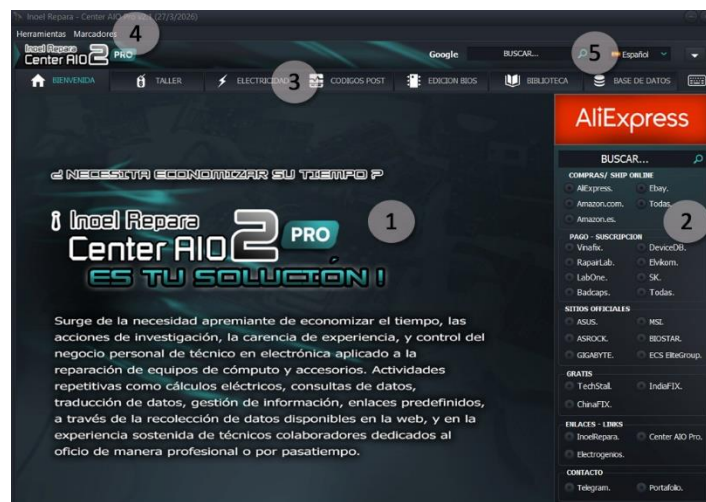 Inoel Repara - Center AIO Pro v2.1 (27/3/2026)
Herramientas Marcadores
4
Inoel Repara
Center AIO 2 PRO
Google
BUSCAR...
5
Español
BIENVENIDA
TALLER
ELECTRICIDAD
3
CODIGOS POST
EDICION BIOS
BIBLIOTECA
BASE DE DATOS
¿ NECESITA ECONOMIZAR SU TIEMPO ?
Inoel Repara
Center AIO 2 PRO
1
ES TU SOLUCIÓN !
Surge de la necesidad apremiante de economizar el tiempo, las
acciones de investigación, la carencia de experiencia, y control del
negocio personal de técnico en electrónica aplicado a la
reparación de equipos de cómputo y accesorios. Actividades
repetitivas como cálculos eléctricos, consultas de datos,
traducción de datos, gestión de información, enlaces predefinidos,
a través de la recolección de datos disponibles en la web, y en la
experiencia sostenida de técnicos colaboradores dedicados al
oficio de manera profesional o por pasatiempo.
AliExpress
BUSCAR...
COMPRAS/ SHIP ONLINE
AliExpress. Ebay.
Amazon.com. Todas.
2
Amazon.es.
PAGO - SUSCRIPCION
Vinafix. DeviceDB.
RaparLab. Elvikom.
LabOne. SK.
Badcaps. Todas.
SITIOS OFFICIALES
ASUS. MSI.
ASROCK. BIOSTAR.
GIGABYTE. ECS EliteGroup.
GRATIS
TechStall. IndiaFIX.
ChinaFIX.
ENLACES - LINKS
InoelRepara. Center AIO Pro.
Electrogenios.
CONTACTO
Telegram. Portafolio.